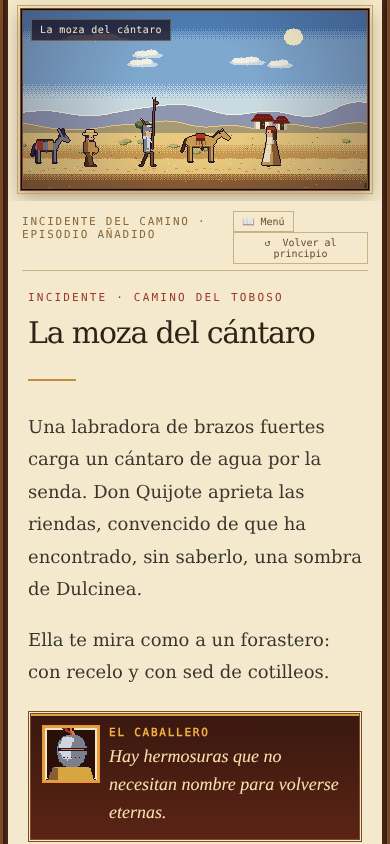 La moza del cántaro
INCIDENTE DEL CAMINO ·
EPISODIO AÑADIDO
📖 Menú
↺ Volver al
principio
INCIDENTE · CAMINO DEL TOBOSO
La moza del cántaro
Una labradora de brazos fuertes
carga un cántaro de agua por la
senda. Don Quijote aprieta las
riendas, convencido de que ha
encontrado, sin saberlo, una sombra
de Dulcinea.
Ella te mira como a un forastero:
con recelo y con sed de cotilleos.
EL CABALLERO
Hay hermosuras que no
necesitan nombre para volverse
eternas.